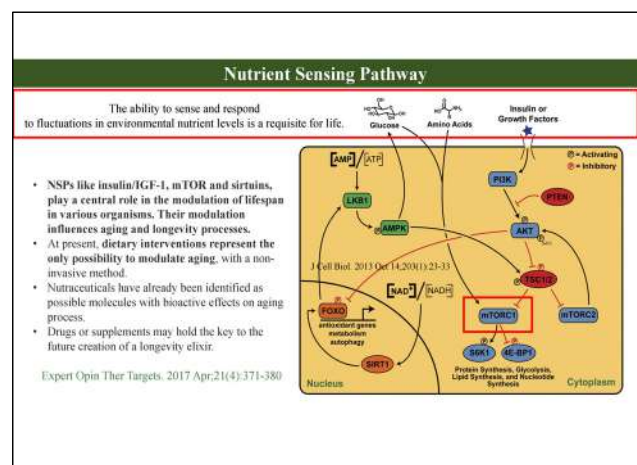 Nutrient Sensing Pathway
The ability to sense and respond
to fluctuations in environmental nutrient levels is a requisite for life.
Glucose
Amino Acids
Insulin or
Growth Factors
• NSPs like insulin/IGF-1, mTOR and sirtuins,
play a central role in the modulation of lifespan
in various organisms. Their modulation
influences aging and longevity processes.
• At present, dietary interventions represent the
only possibility to modulate aging, with a non-
invasive method.
• Nutraceuticals have already been identified as
possible molecules with bioactive effects on aging
process.
• Drugs or supplements may hold the key to the
future creation of a longevity elixir.
Expert Opin Ther Targets. 2017 Apr;21(4):371-380
P = Activating
P = Inhibitory
[AMP]/[ATP]
PI3K
LKB1
PTEN
AMPK
AKT
J Cell Biol. 2013 Oct 14;203(1):23-33
TSC1/2
[NAD+]/[NADH]
FOXO
antioxidant genes
metabolism
autophagy
mTORC1
mTORC2
SIRT1
S6K1
4E-BP1
Protein Synthesis, Glycolysis,
Lipid Synthesis, and Nucleotide
Synthesis
Nucleus
Cytoplasm